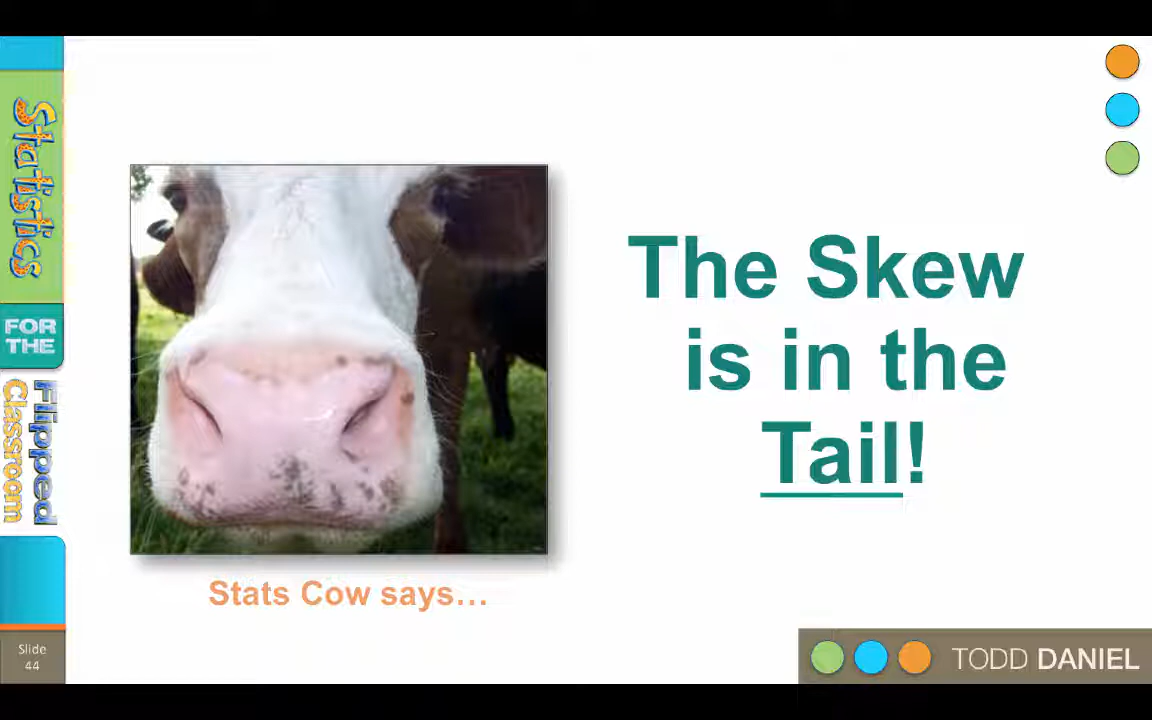 Statistics
FOR THE
Flipped
Classroom
The Skew
is in the
Tail!
Stats Cow says...
Slide
44
TODD DANIEL